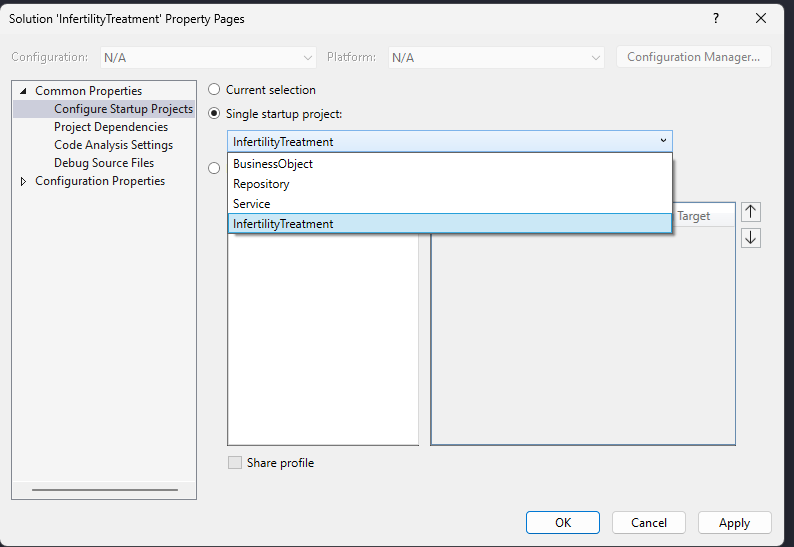 Solution 'InfertilityTreatment' Property Pages
?
Configuration: N/A Platform: N/A Configuration Manager...
Common Properties
Configure Startup Projects
Project Dependencies
Code Analysis Settings
Debug Source Files
Configuration Properties
Current selection
Single startup project:
InfertilityTreatment
BusinessObject
Repository
Service
InfertilityTreatment
Target
Share profile
OK Cancel Apply